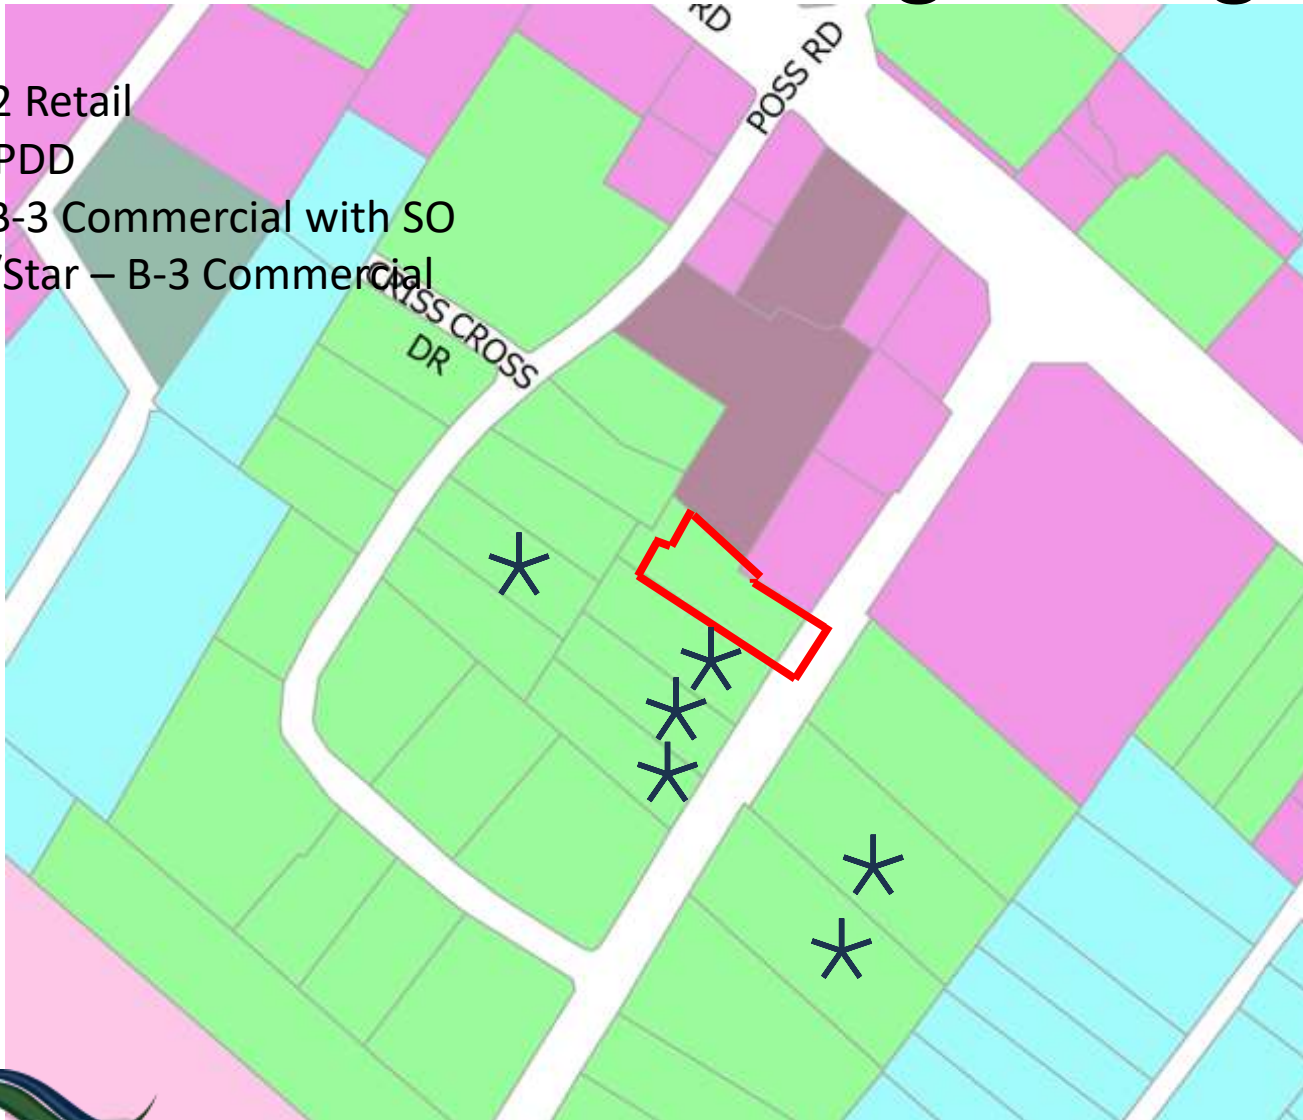 RD
POSS RD
2 Retail
PDD
B-3 Commercial with SO
/Star – B-3 Commercial
CRISS CROSS
DR